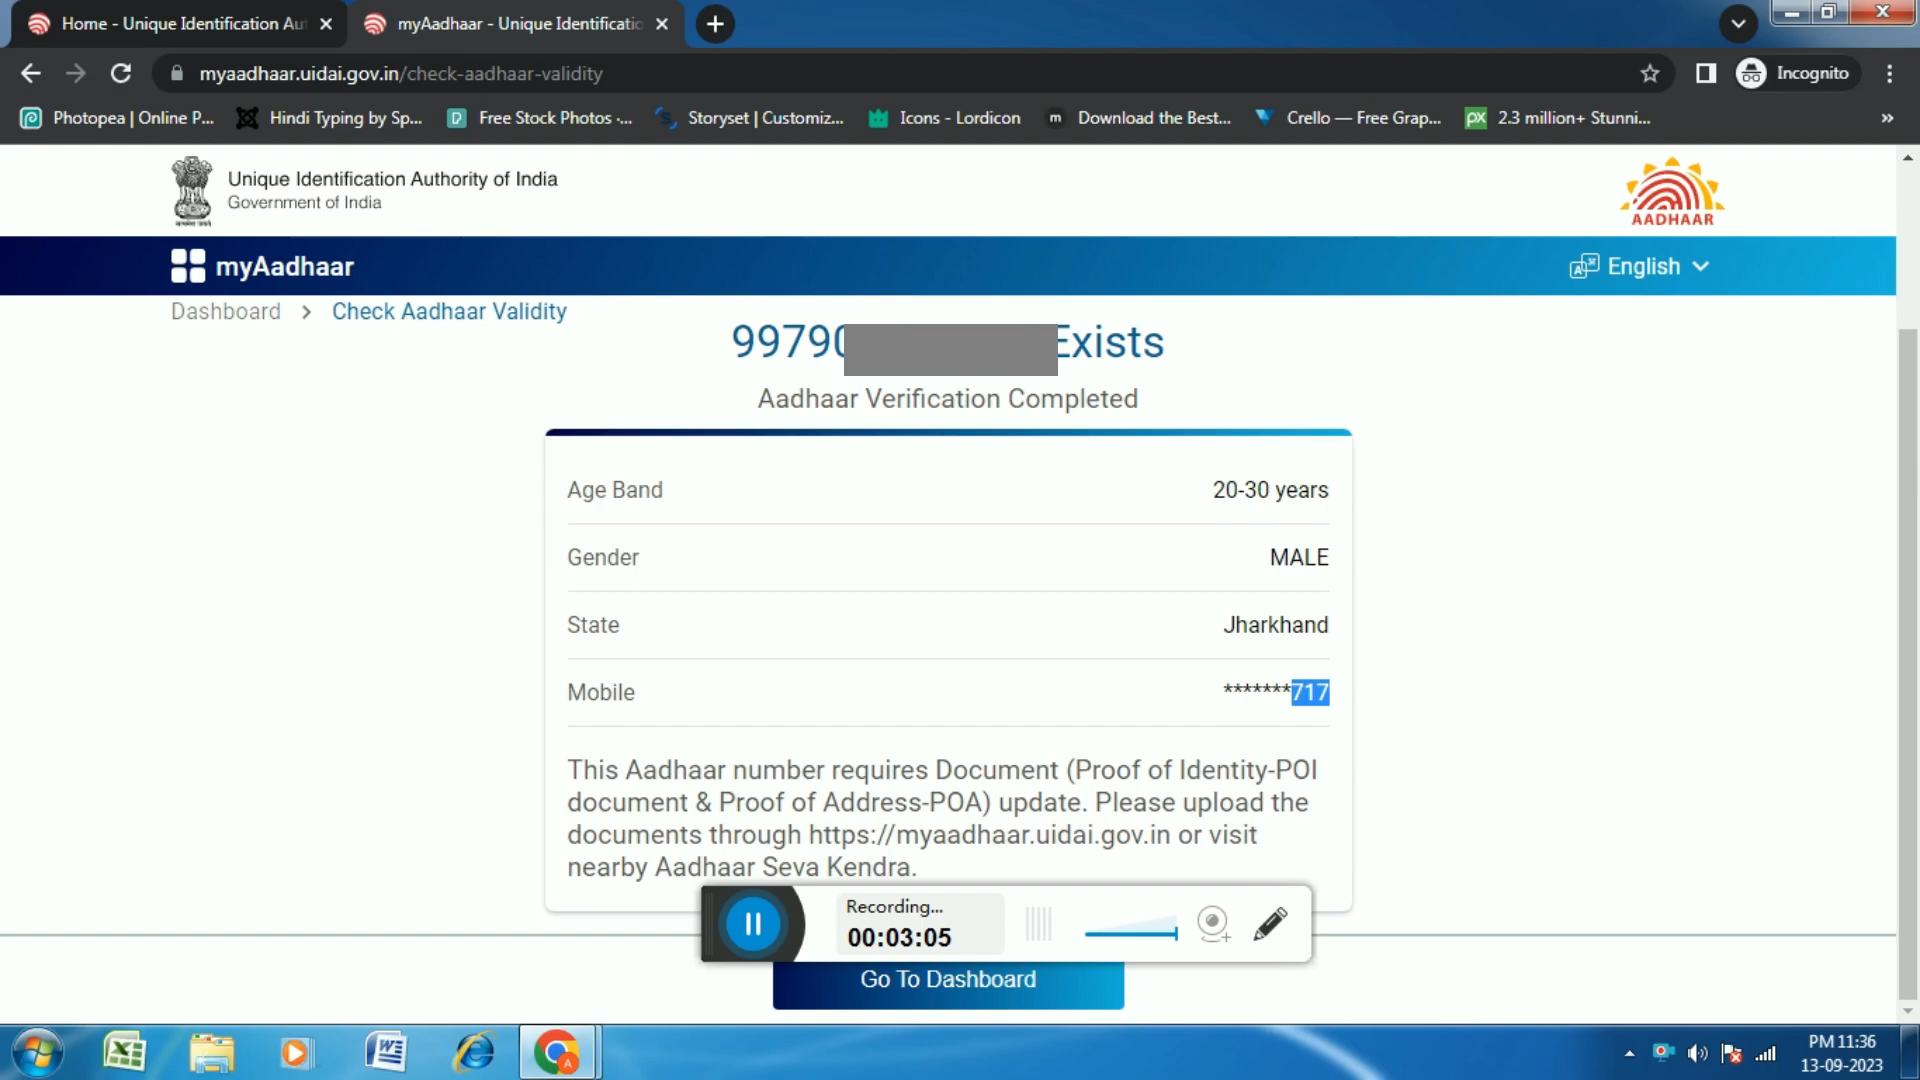 Home - Unique Identification Au
myAadhaar - Unique Identificatio
myaadhaar.uidai.gov.in/check-aadhaar-validity
Incognito
Photopea | Online P...
Hindi Typing by Sp...
Free Stock Photos -...
Storyset | Customiz...
Icons - Lordicon
Download the Best...
Crello — Free Grap...
2.3 million+ Stunni...
Unique Identification Authority of India
Government of India
AADHAAR
myAadhaar
English
Dashboard > Check Aadhaar Validity
99790 Exists
Aadhaar Verification Completed
Age Band 20-30 years
Gender MALE
State Jharkhand
Mobile *******717
This Aadhaar number requires Document (Proof of Identity-POI
document & Proof of Address-POA) update. Please upload the
documents through https://myaadhaar.uidai.gov.in or visit
nearby Aadhaar Seva Kendra.
Recording...
00:03:05
Go To Dashboard
PM 11:36
13-09-2023